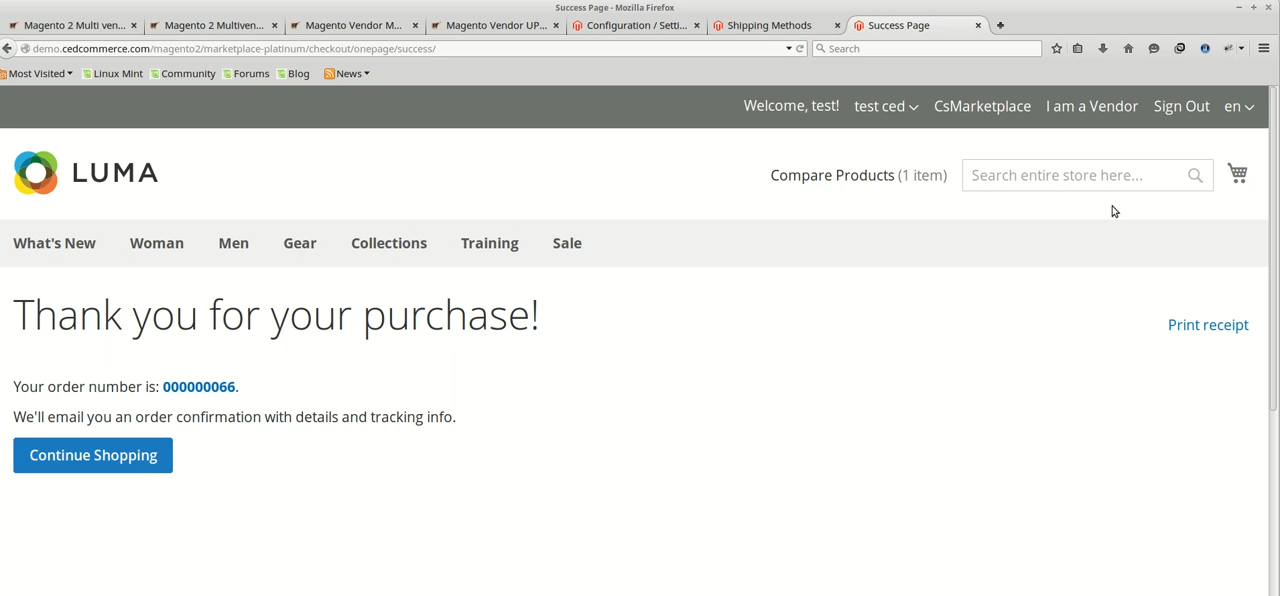 Success Page - Mozilla Firefox
Magento 2 Multi ven... Magento 2 Multiven... Magento Vendor M... Magento Vendor UP... Configuration / Setti... Shipping Methods Success Page
demo.cedcommerce.com/magento2/marketplace-platinum/checkout/onepage/success/ Search
Most Visited Linux Mint Community Forums Blog News
Welcome, test! test ced CsMarketplace I am a Vendor Sign Out en
LUMA
Compare Products (1 item) Search entire store here...
What's New Woman Men Gear Collections Training Sale
Thank you for your purchase!
Print receipt
Your order number is: 000000066.
We'll email you an order confirmation with details and tracking info.
Continue Shopping